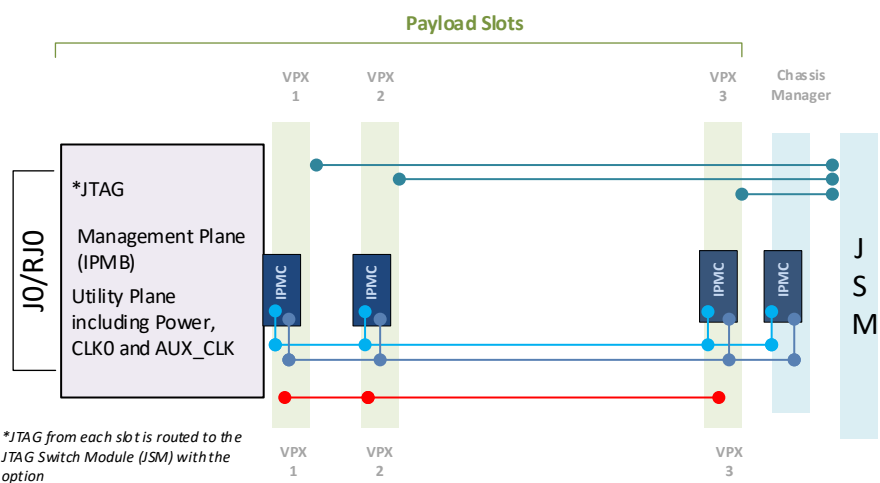 Payload Slots
VPX
1
VPX
2
VPX
3
Chassis
Manager
J0/RJ0
*JTAG
Management Plane
(IPMB)
Utility Plane
including Power,
CLK0 and AUX_CLK
IPMC
IPMC
IPMC
IPMC
J
S
M
*JTAG from each slot is routed to the
JTAG Switch Module (JSM) with the
option
VPX
1
VPX
2
VPX
3